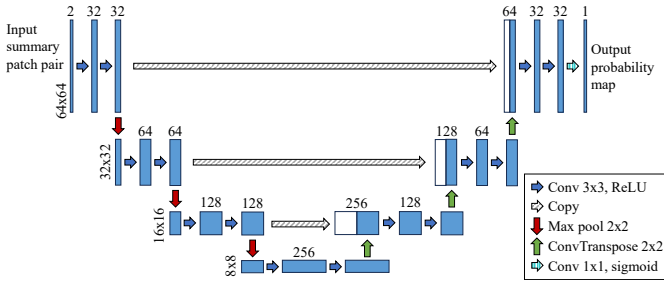 2 32 32 64 32 32 1
Input
summary
patch pair
Output
probability
map
64x64
64 64 128 64
32x32
128 128 256 128
16x16
256
8x8
Conv 3x3, ReLU
Copy
Max pool 2x2
ConvTranspose 2x2
Conv 1x1, sigmoid